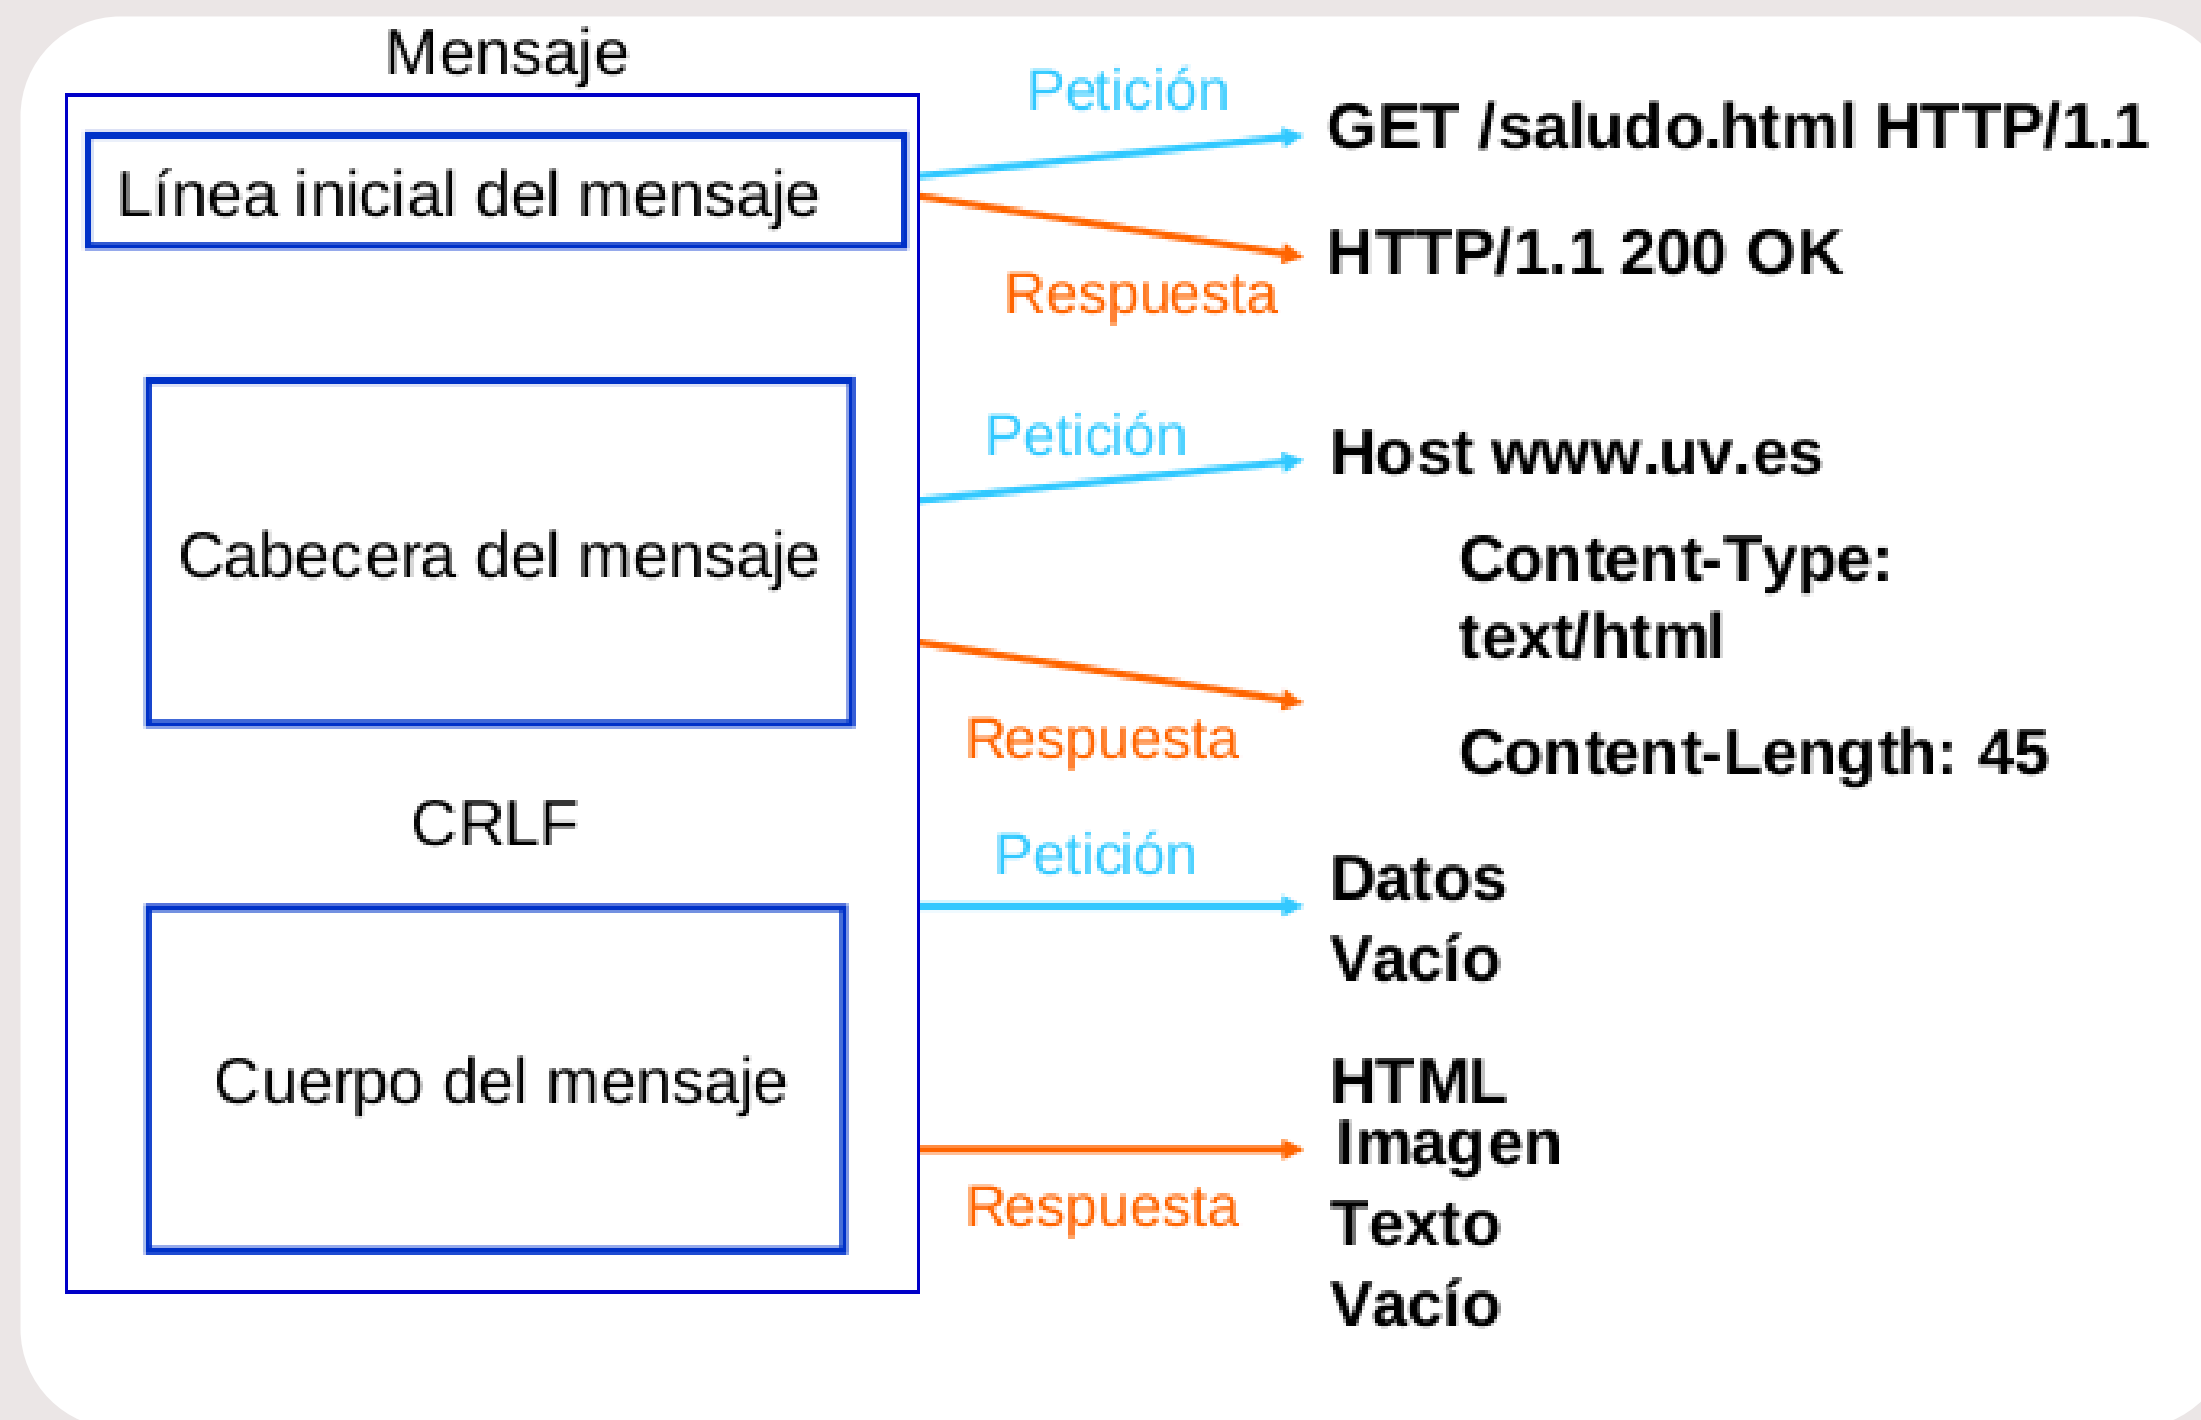 Mensaje
Línea inicial del mensaje
Petición
GET /saludo.html HTTP/1.1
Respuesta
HTTP/1.1 200 OK
Cabecera del mensaje
Petición
Host www.uv.es
Respuesta
Content-Type:
text/html
Content-Length: 45
CRLF
Cuerpo del mensaje
Petición
Datos
Vacío
Respuesta
HTML
Imagen
Texto
Vacío